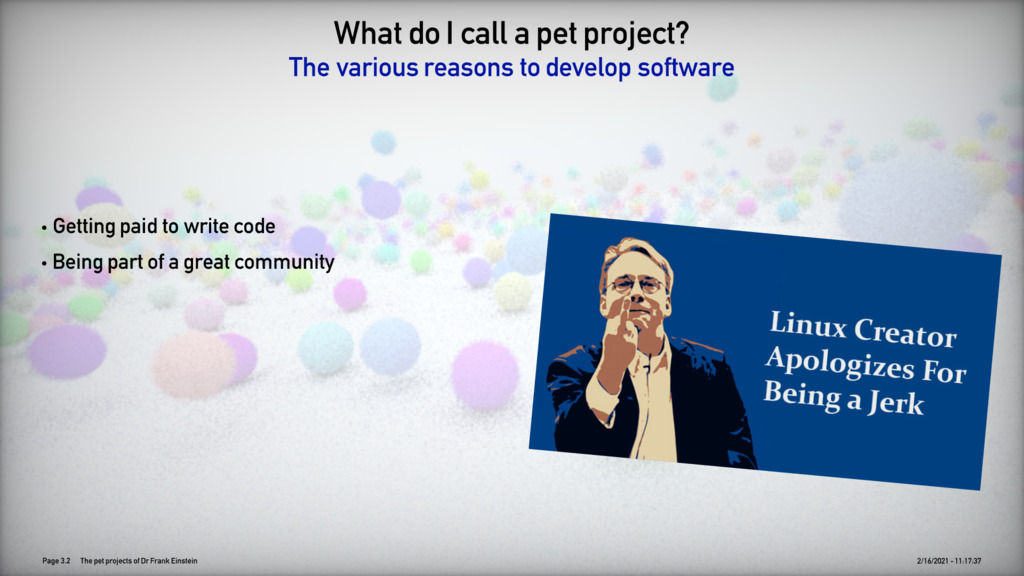 What do I call a pet project?
The various reasons to develop software
• Getting paid to write code
• Being part of a great community
Linux Creator
Apologizes For
Being a Jerk
Page 3.2 The pet projects of Dr Frank Einstein
2/16/2021 - 11:17:37